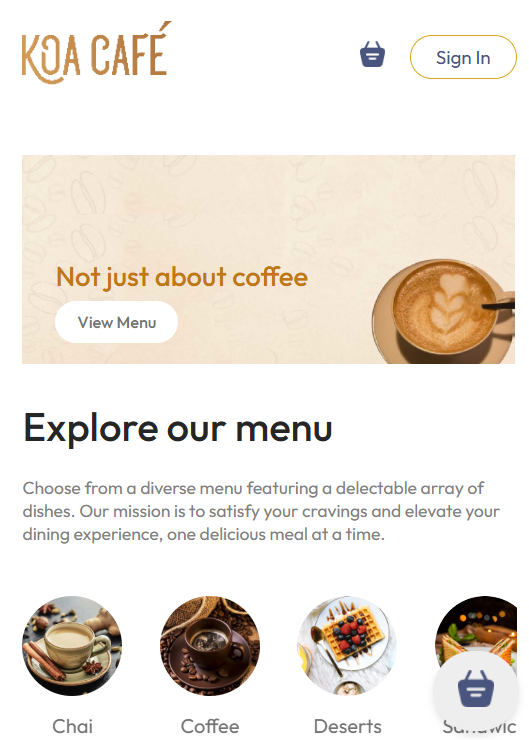 KOA CAFÉ
Sign In
Not just about coffee
View Menu
Explore our menu
Choose from a diverse menu featuring a delectable array of
dishes. Our mission is to satisfy your cravings and elevate your
dining experience, one delicious meal at a time.
Chai
Coffee
Deserts